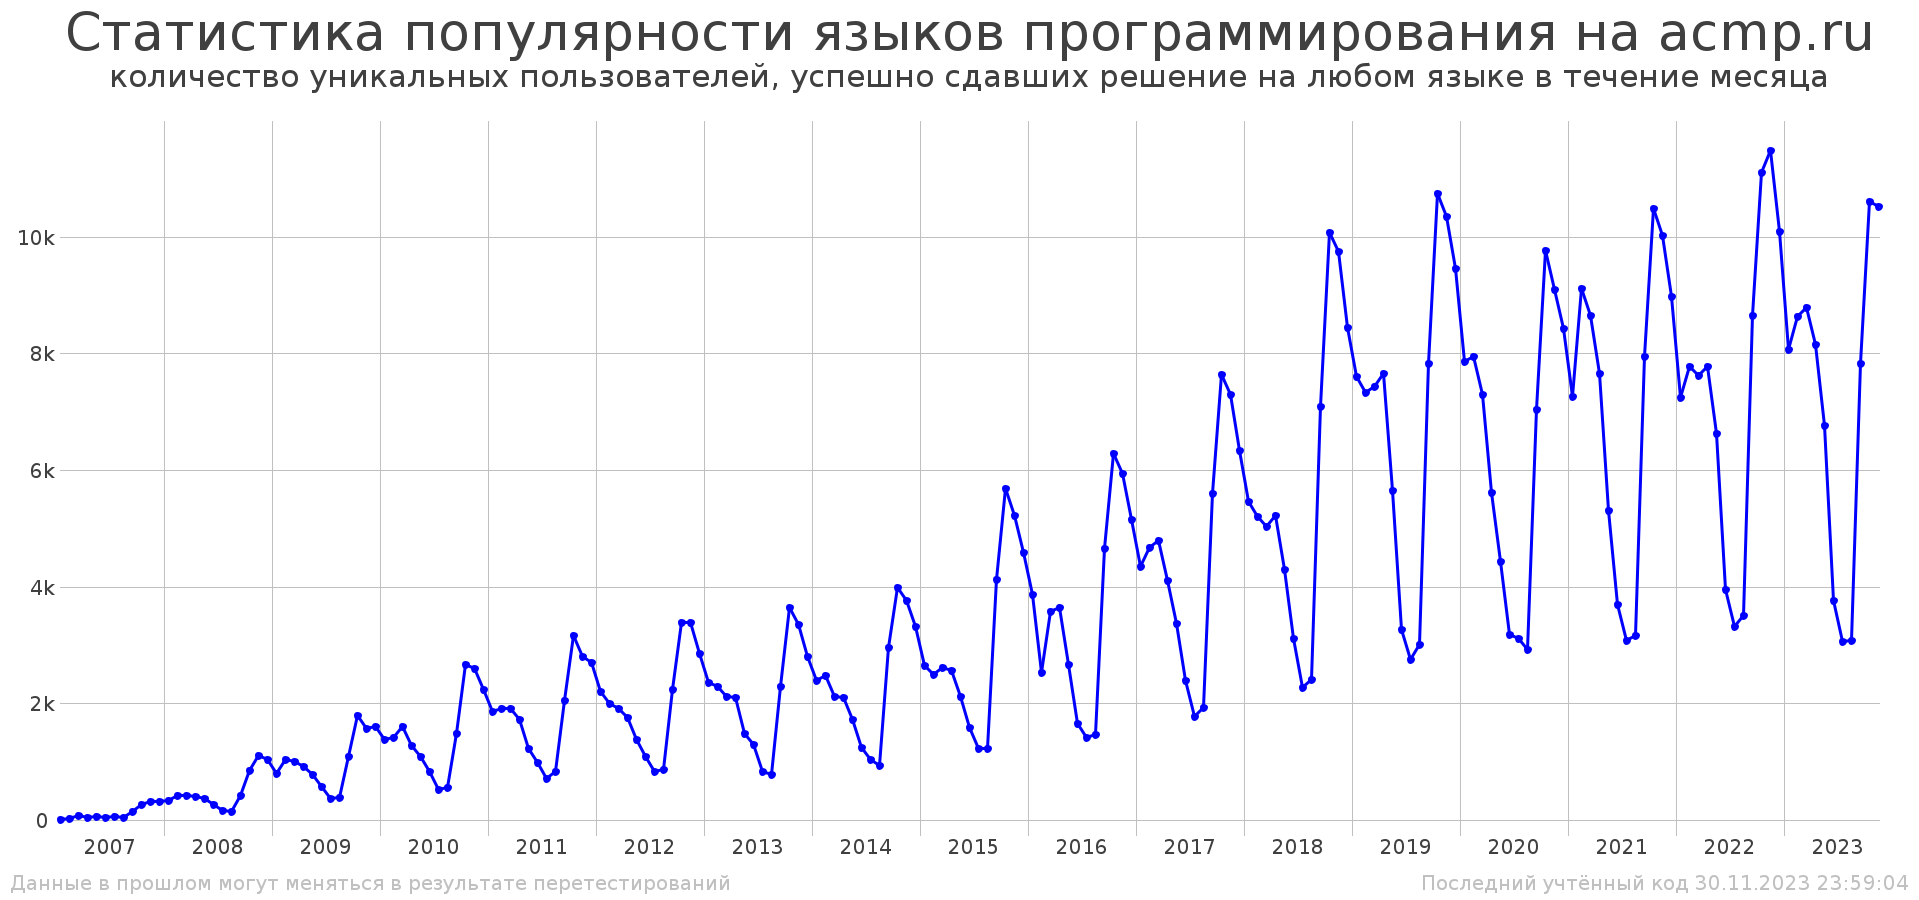 Статистика популярности языков программирования на acmp.ru
количество уникальных пользователей, успешно сдавших решение на любом языке в течение месяца
10k
8k
6k
4k
2k
0
2007 2008 2009 2010 2011 2012 2013 2014 2015 2016 2017 2018 2019 2020 2021 2022 2023
Данные в прошлом могут меняться в результате перетестирований
Последний учтённый код 30.11.2023 23:59:04